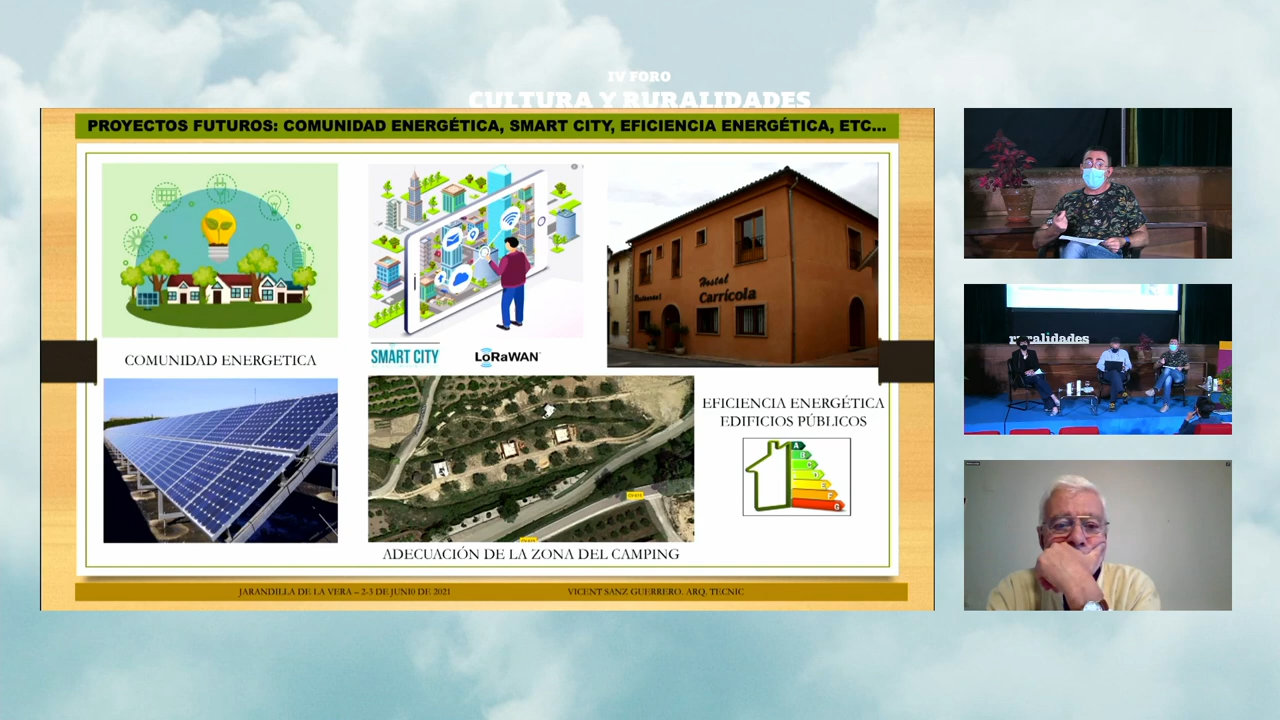 IV FORO
CULTURA Y RURALIDADES
PROYECTOS FUTUROS: COMUNIDAD ENERGÉTICA, SMART CITY, EFICIENCIA ENERGÉTICA, ETC...
Hostal
Restaurant
Carrícola
COMUNIDAD ENERGETICA
SMART CITY
LoRaWAN
EFICIENCIA ENERGÉTICA
EDIFICIOS PÚBLICOS
A
B
C
D
E
F
G
ADECUACIÓN DE LA ZONA DEL CAMPING
JARANDILLA DE LA VERA – 2-3 DE JUNI0 DE 2021
VICENT SANZ GUERRERO. ARQ. TECNIC
ruralidades